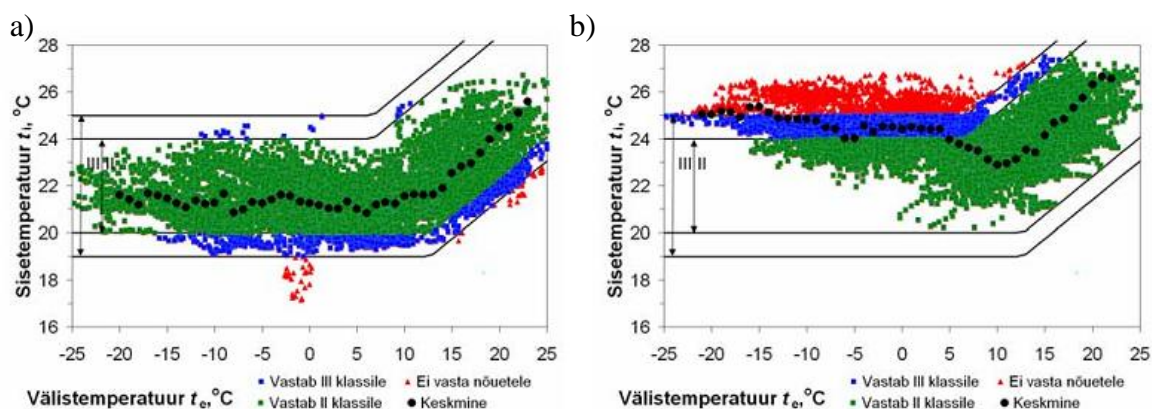 a)
28
26
24
22
20
18
16
Sisetemperatuur tᵢ, °C
III II
-25 -20 -15 -10 -5 0 5 10 15 20 25
Välistemperatuur tₑ,°C
Vastab III klassile
Ei vasta nõuetele
Vastab II klassile
Keskmine
b)
28
26
24
22
20
18
16
Sisetemperatuur tᵢ, °C
III II
-25 -20 -15 -10 -5 0 5 10 15 20 25
Välistemperatuur tₑ,°C
Vastab III klassile
Ei vasta nõuetele
Vastab II klassile
Keskmine